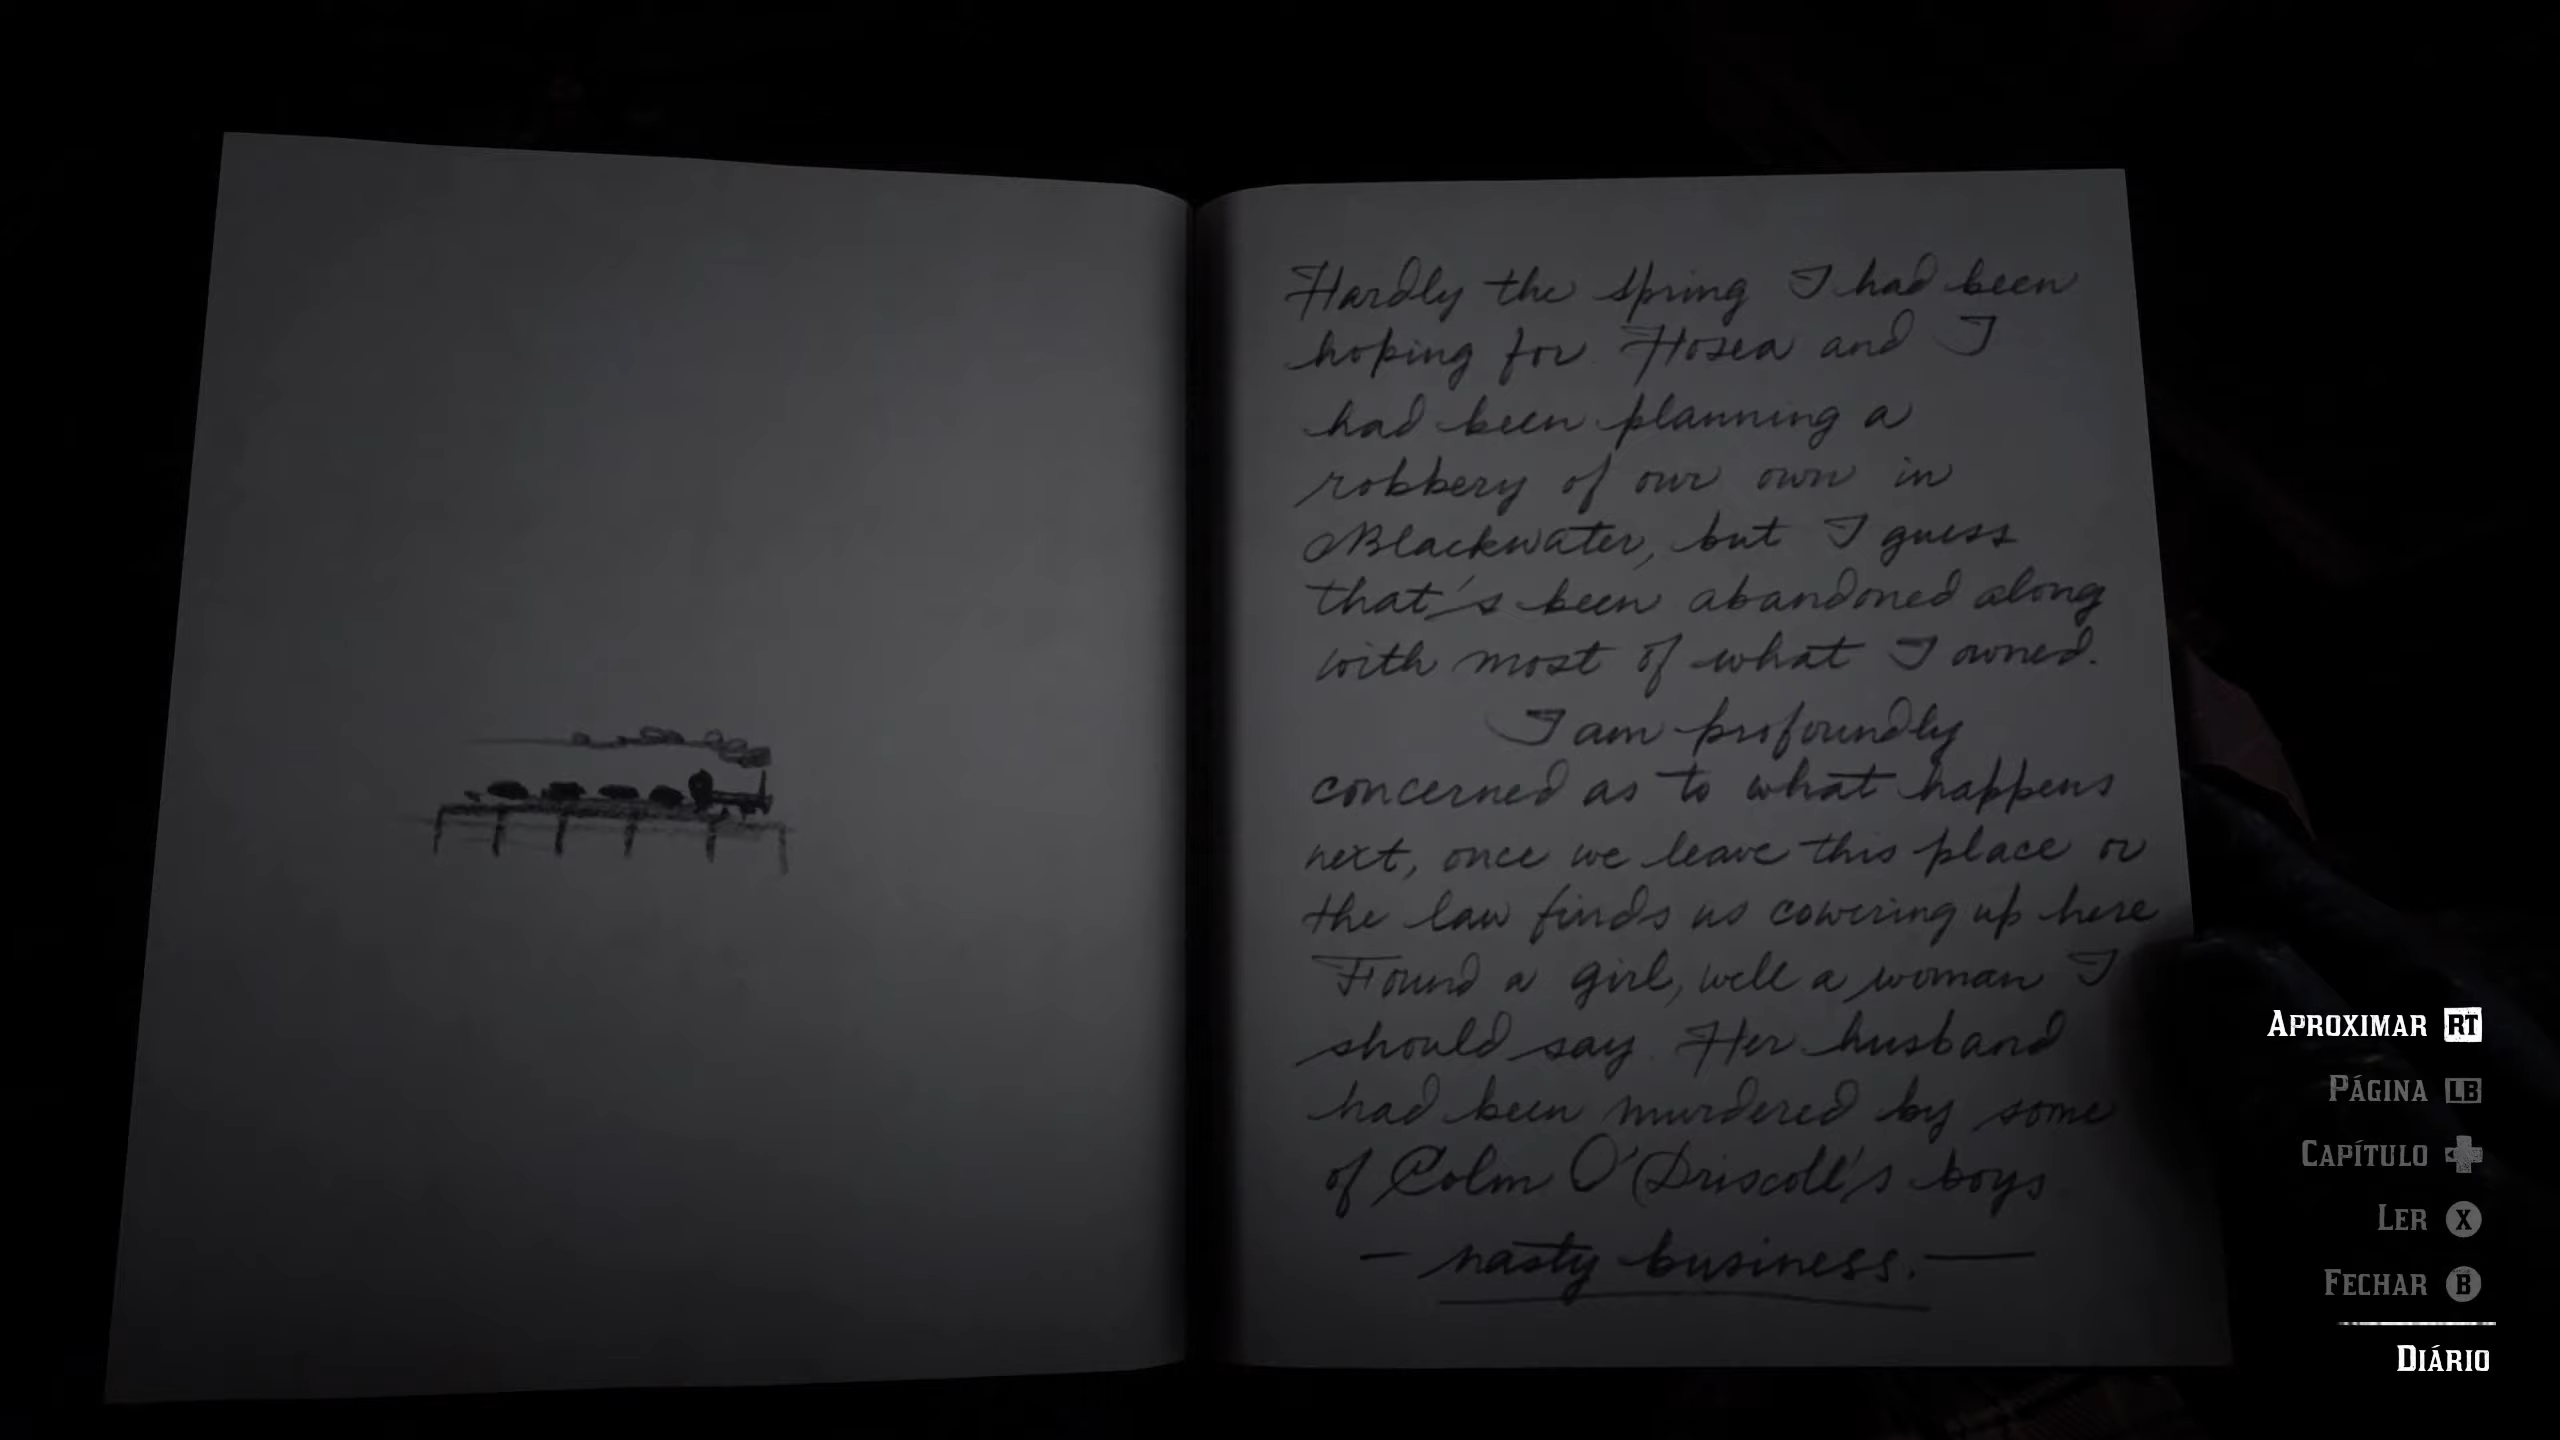 Hardly the spring I had been
hoping for. Hosea and I
had been planning a
robbery of our own in
Blackwater, but I guess
that's been abandoned along
with most of what I owned.
I am profoundly
concerned as to what happens
next, once we leave this place or
the law finds us cowering up here
Found a girl, well a woman I
should say. Her husband
had been murdered by some
of Colm O'Driscoll's boys
— nasty business. —
APROXIMAR RT
PÁGINA LB
CAPÍTULO
LER X
FECHAR B
DIÁRIO